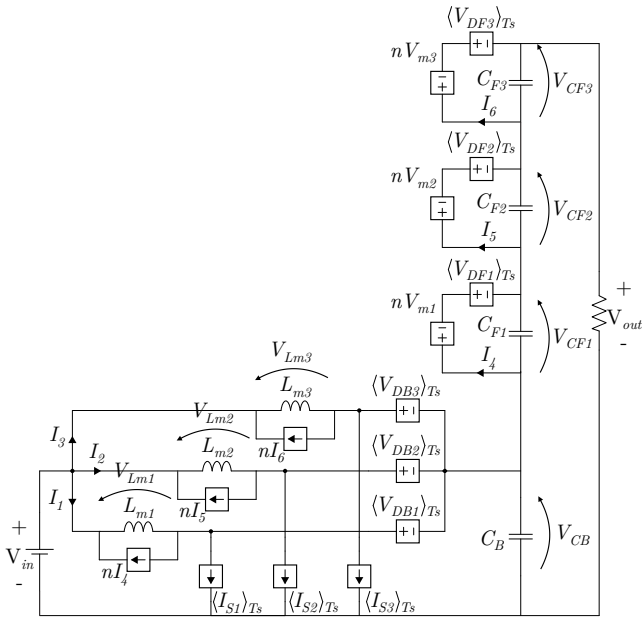 ⟨V_DF3⟩_Ts
nV_m3
+ -
- +
C_F3
V_CF3
I_6
⟨V_DF2⟩_Ts
nV_m2
+ -
- +
C_F2
V_CF2
I_5
⟨V_DF1⟩_Ts
nV_m1
+ -
- +
C_F1
V_CF1
I_4
+
V_out
-
V_Lm3
L_m3
⟨V_DB3⟩_Ts
+ -
V_Lm2
nI_6
I_3
I_2
L_m2
⟨V_DB2⟩_Ts
+ -
V_Lm1
nI_5
I_1
L_m1
⟨V_DB1⟩_Ts
+ -
nI_4
+
V_in
-
C_B
V_CB
⟨I_S1⟩_Ts
⟨I_S2⟩_Ts
⟨I_S3⟩_Ts